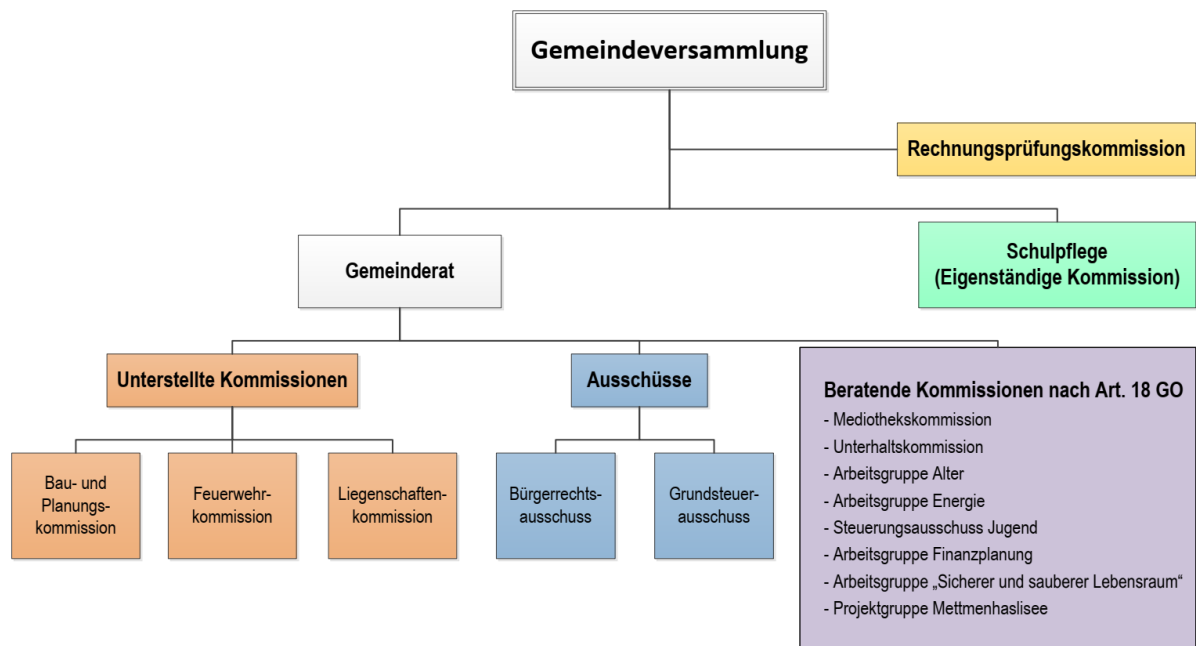 Gemeindeversammlung
Rechnungsprüfungskommission
Gemeinderat
Schulpflege
(Eigenständige Kommission)
Unterstellte Kommissionen
Ausschüsse
Bau- und
Planungs-
kommission
Feuerwehr-
kommission
Liegenschaften-
kommission
Bürgerrechts-
ausschuss
Grundsteuer-
ausschuss
Beratende Kommissionen nach Art. 18 GO
- Mediothekskommission
- Unterhaltskommission
- Arbeitsgruppe Alter
- Arbeitsgruppe Energie
- Steuerungsausschuss Jugend
- Arbeitsgruppe Finanzplanung
- Arbeitsgruppe „Sicherer und sauberer Lebensraum“
- Projektgruppe Mettmenhaslisee